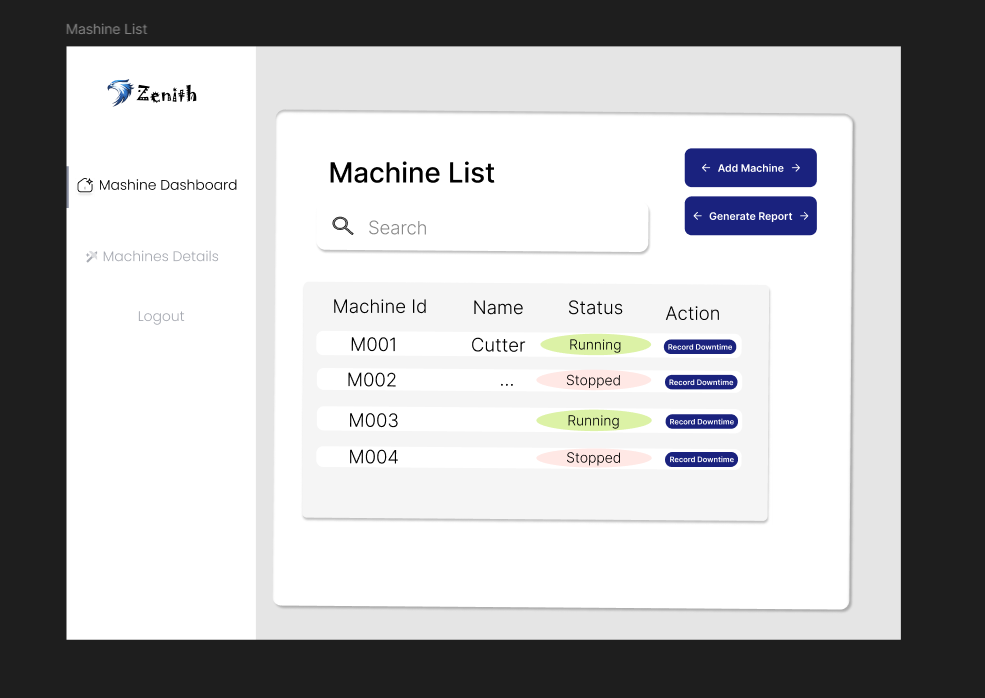 Mashine List
Zenith
Mashine Dashboard
Machines Details
Logout
Machine List
Search
← Add Machine →
← Generate Report →
Machine Id Name Status Action
M001 Cutter Running Record Downtime
M002 ... Stopped Record Downtime
M003 Running Record Downtime
M004 Stopped Record Downtime